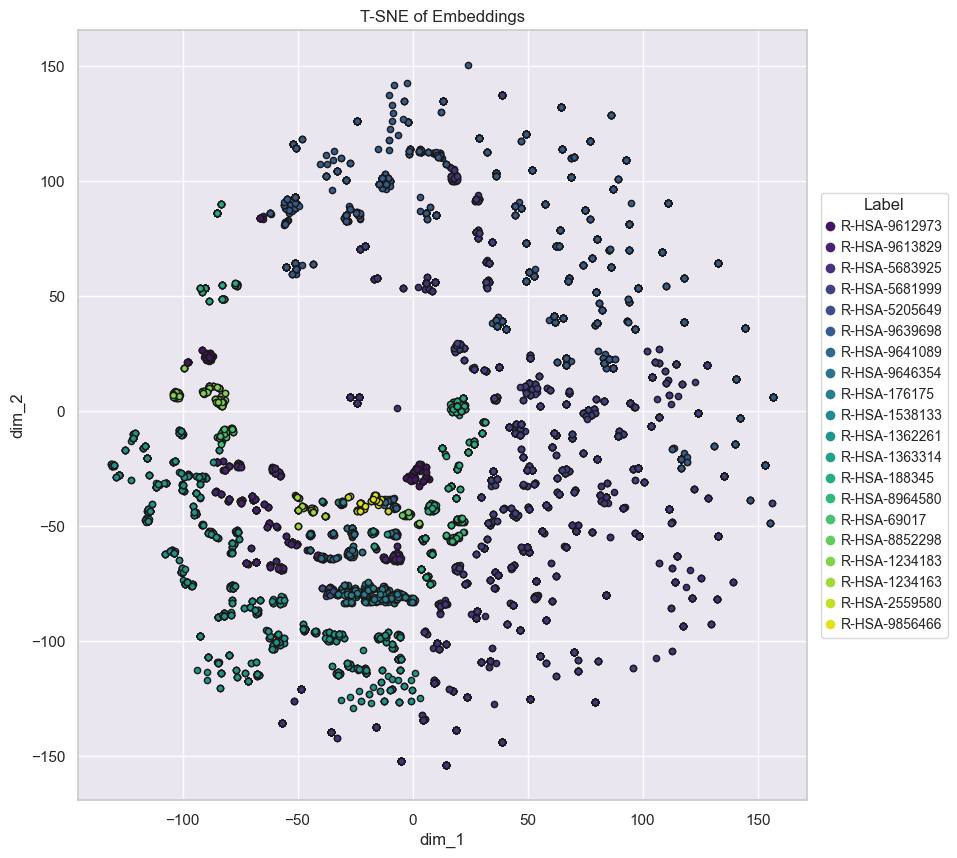 T-SNE of Embeddings
150
100
50
0
−50
−100
−150
dim_2
−100
−50
0
50
100
150
dim_1
Label
R-HSA-9612973
R-HSA-9613829
R-HSA-5683925
R-HSA-5681999
R-HSA-5205649
R-HSA-9639698
R-HSA-9641089
R-HSA-9646354
R-HSA-176175
R-HSA-1538133
R-HSA-1362261
R-HSA-1363314
R-HSA-188345
R-HSA-8964580
R-HSA-69017
R-HSA-8852298
R-HSA-1234183
R-HSA-1234163
R-HSA-2559580
R-HSA-9856466